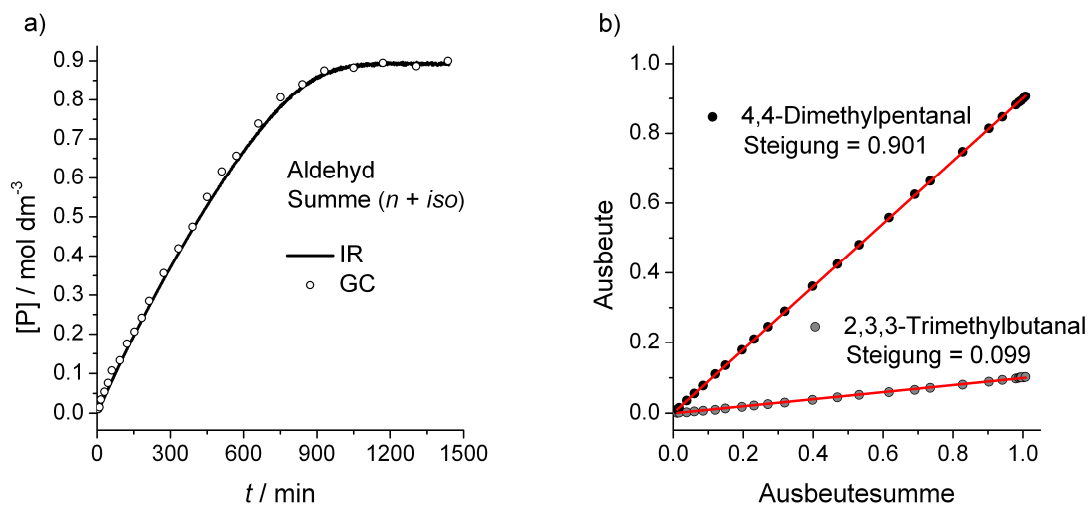 a)
[P] / mol dm⁻³
0.9
0.8
0.7
0.6
0.5
0.4
0.3
0.2
0.1
0.0
Aldehyd
Summe (n + iso)
IR
GC
0 300 600 900 1200 1500
t / min
b)
Ausbeute
1.0
0.8
0.6
0.4
0.2
0.0
4,4-Dimethylpentanal
Steigung = 0.901
2,3,3-Trimethylbutanal
Steigung = 0.099
0.0 0.2 0.4 0.6 0.8 1.0
Ausbeutesumme